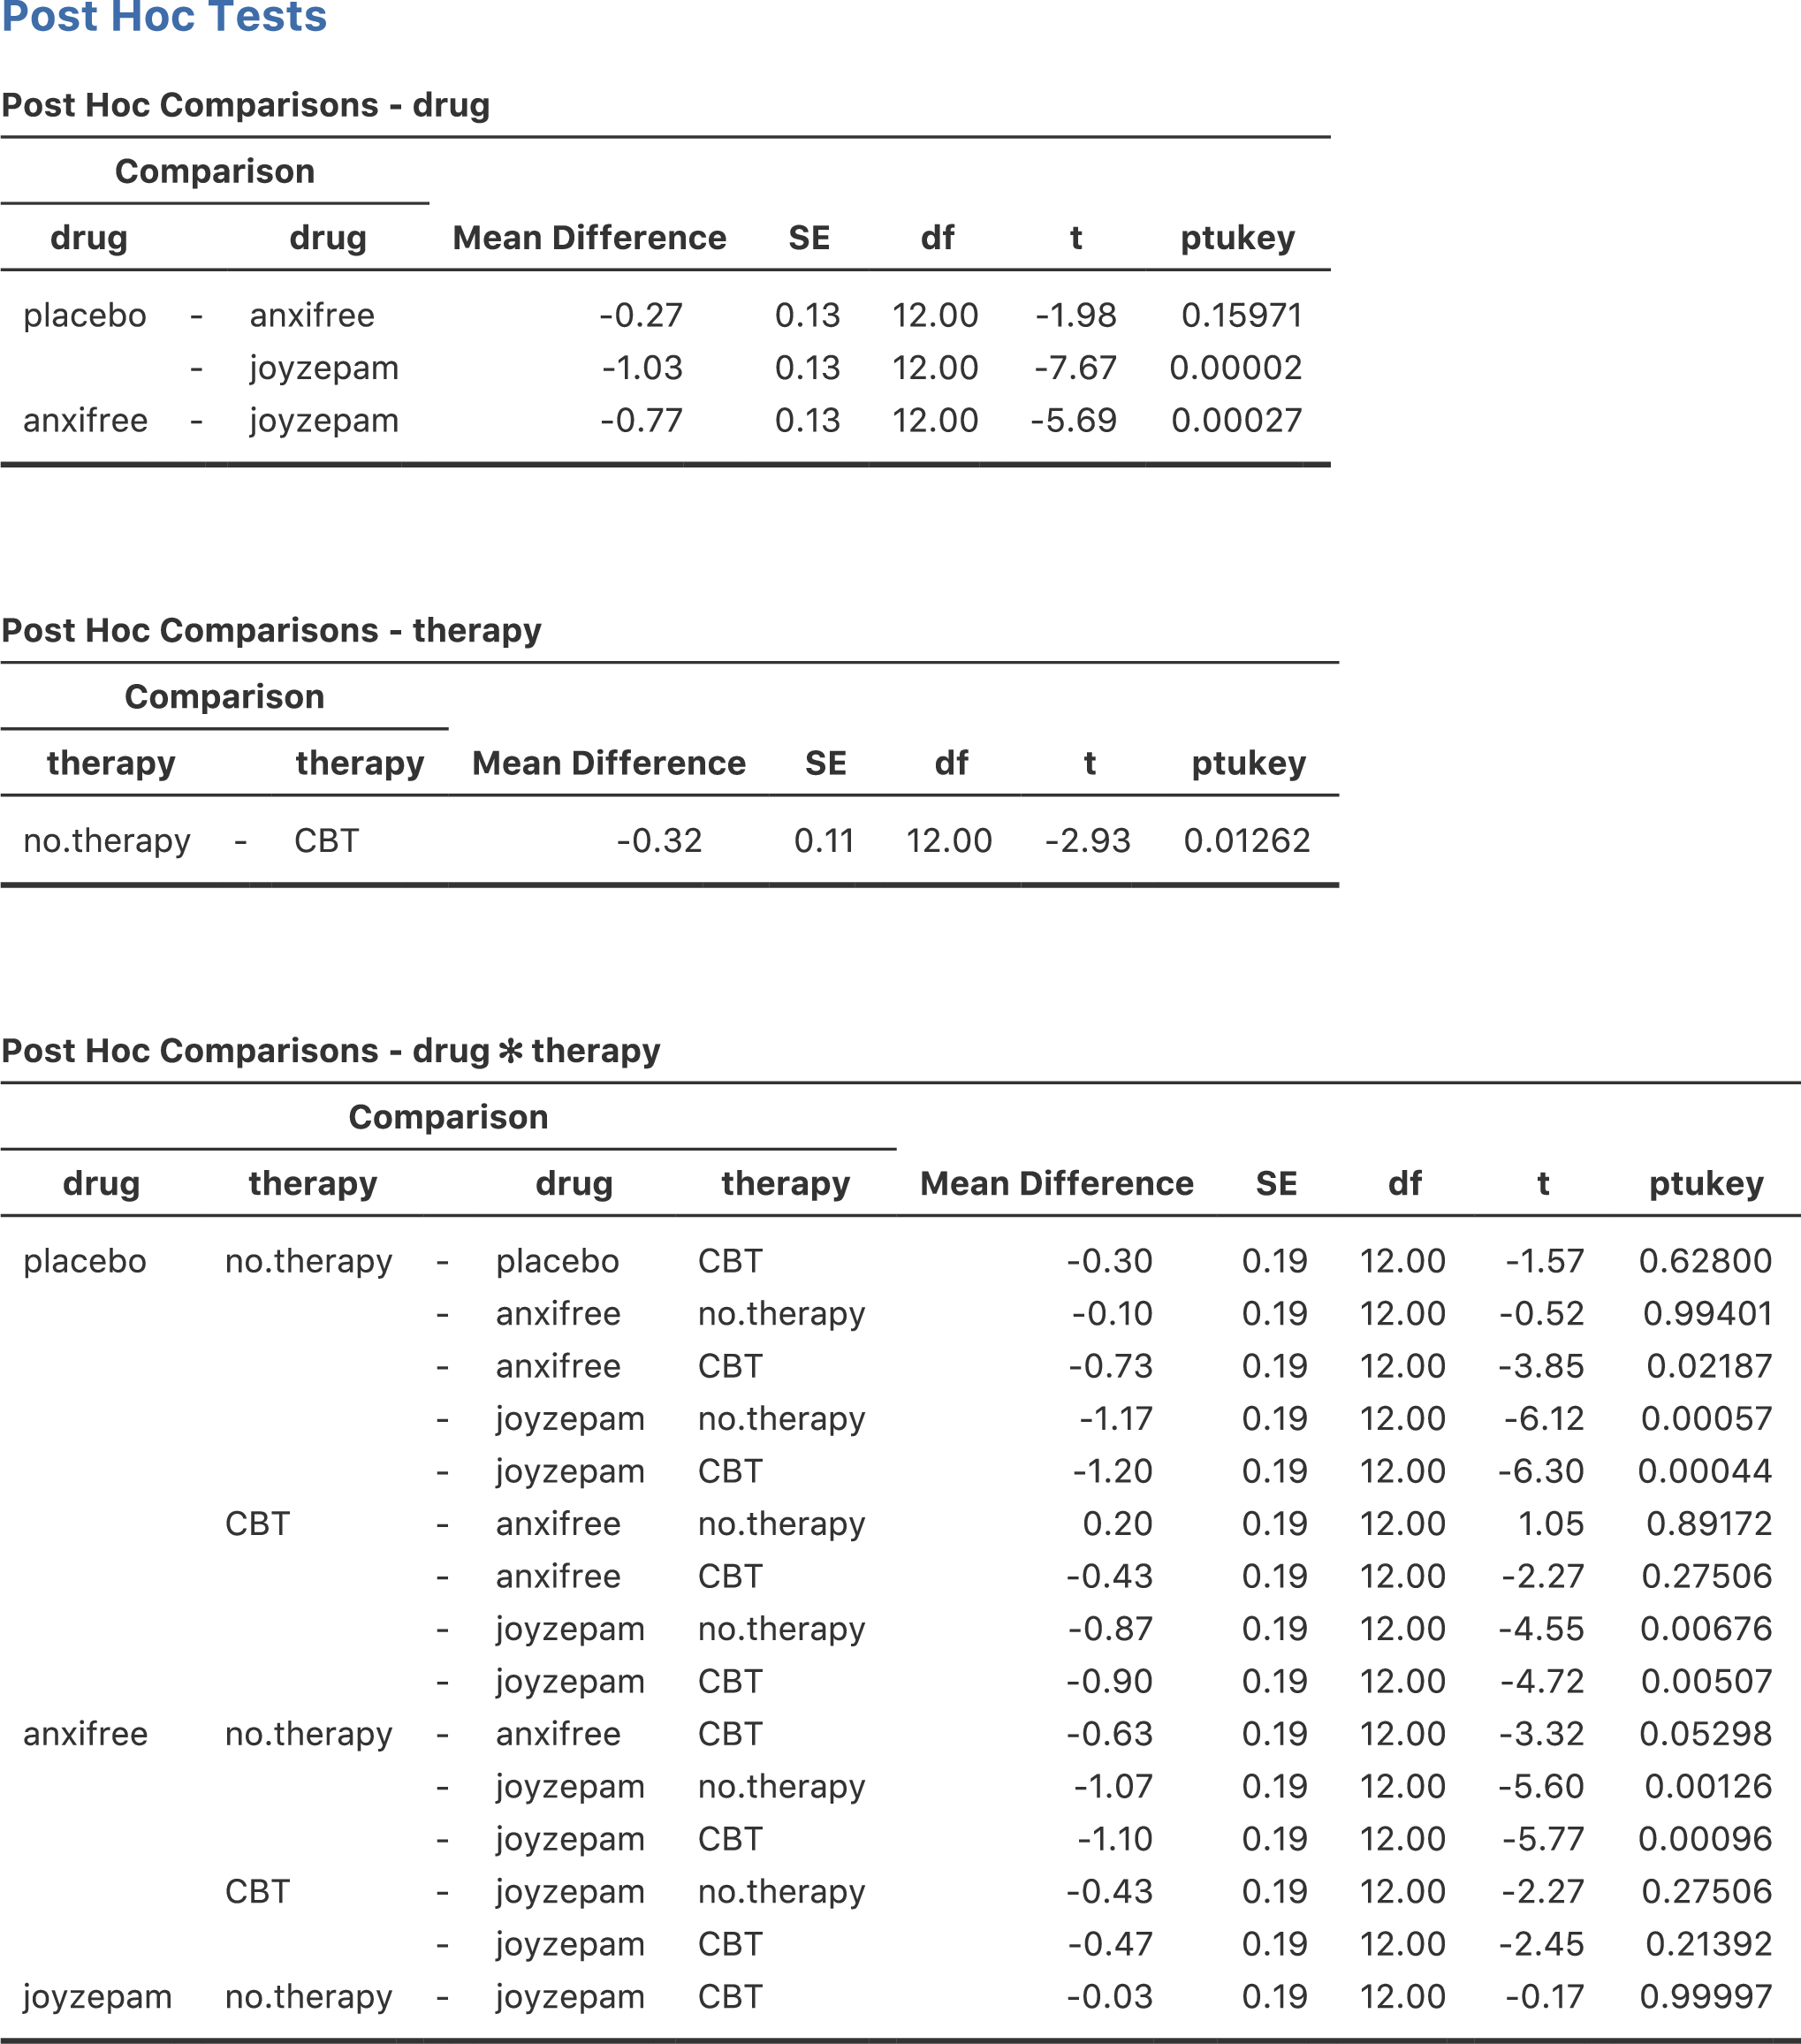 Post Hoc Tests
Post Hoc Comparisons - drug
Comparison
drug drug Mean Difference SE df t ptukey
placebo - anxifree -0.27 0.13 12.00 -1.98 0.15971
- joyzepam -1.03 0.13 12.00 -7.67 0.00002
anxifree - joyzepam -0.77 0.13 12.00 -5.69 0.00027
Post Hoc Comparisons - therapy
Comparison
therapy therapy Mean Difference SE df t ptukey
no.therapy - CBT -0.32 0.11 12.00 -2.93 0.01262
Post Hoc Comparisons - drug ✻ therapy
Comparison
drug therapy drug therapy Mean Difference SE df t ptukey
placebo no.therapy - placebo CBT -0.30 0.19 12.00 -1.57 0.62800
- anxifree no.therapy -0.10 0.19 12.00 -0.52 0.99401
- anxifree CBT -0.73 0.19 12.00 -3.85 0.02187
- joyzepam no.therapy -1.17 0.19 12.00 -6.12 0.00057
- joyzepam CBT -1.20 0.19 12.00 -6.30 0.00044
CBT - anxifree no.therapy 0.20 0.19 12.00 1.05 0.89172
- anxifree CBT -0.43 0.19 12.00 -2.27 0.27506
- joyzepam no.therapy -0.87 0.19 12.00 -4.55 0.00676
- joyzepam CBT -0.90 0.19 12.00 -4.72 0.00507
anxifree no.therapy - anxifree CBT -0.63 0.19 12.00 -3.32 0.05298
- joyzepam no.therapy -1.07 0.19 12.00 -5.60 0.00126
- joyzepam CBT -1.10 0.19 12.00 -5.77 0.00096
CBT - joyzepam no.therapy -0.43 0.19 12.00 -2.27 0.27506
- joyzepam CBT -0.47 0.19 12.00 -2.45 0.21392
joyzepam no.therapy - joyzepam CBT -0.03 0.19 12.00 -0.17 0.99997